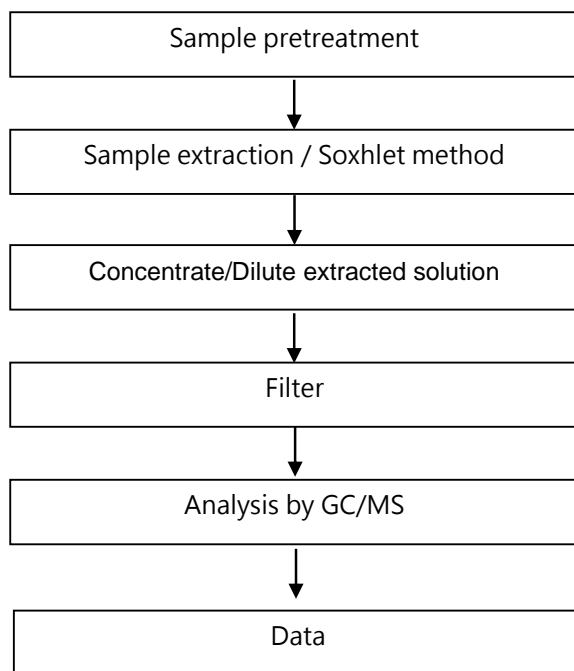 Sample pretreatment
Sample extraction / Soxhlet method
Concentrate/Dilute extracted solution
Filter
Analysis by GC/MS
Data